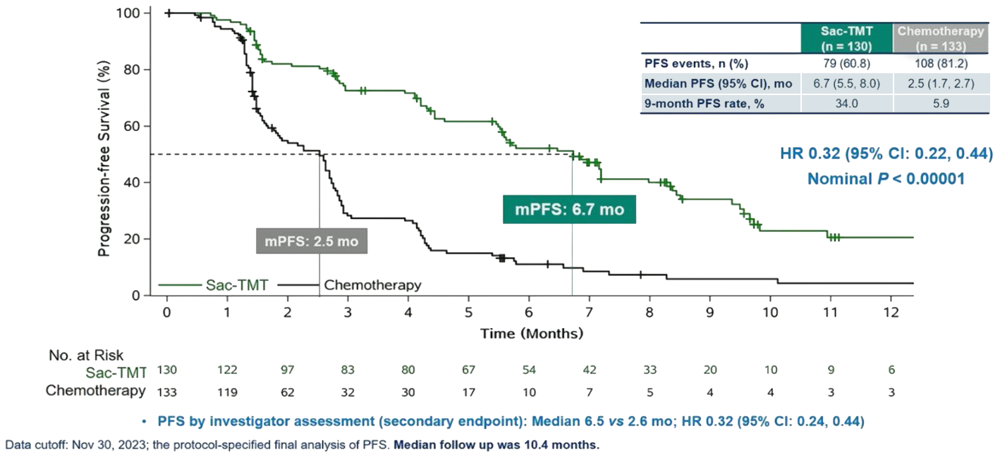 100
80
60
40
20
0
Progression-free Survival (%)
Sac-TMT (n = 130) Chemotherapy (n = 133)
PFS events, n (%) 79 (60.8) 108 (81.2)
Median PFS (95% CI), mo 6.7 (5.5, 8.0) 2.5 (1.7, 2.7)
9-month PFS rate, % 34.0 5.9
HR 0.32 (95% CI: 0.22, 0.44)
Nominal P < 0.00001
mPFS: 6.7 mo
mPFS: 2.5 mo
Sac-TMT Chemotherapy
0 1 2 3 4 5 6 7 8 9 10 11 12
Time (Months)
No. at Risk
Sac-TMT 130 122 97 83 80 67 54 42 33 20 10 9 6
Chemotherapy 133 119 62 32 30 17 10 7 5 4 4 3 3
• PFS by investigator assessment (secondary endpoint): Median 6.5 vs 2.6 mo; HR 0.32 (95% CI: 0.24, 0.44)
Data cutoff: Nov 30, 2023; the protocol-specified final analysis of PFS. Median follow up was 10.4 months.